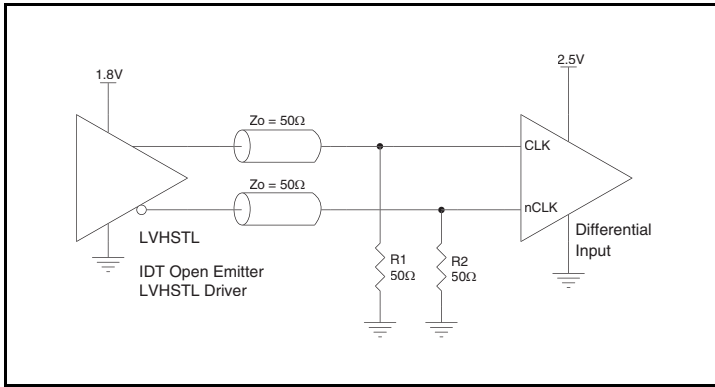 1.8V
2.5V
Zo = 50Ω
CLK
Zo = 50Ω
nCLK
LVHSTL
IDT Open Emitter
LVHSTL Driver
R1
50Ω
R2
50Ω
Differential
Input